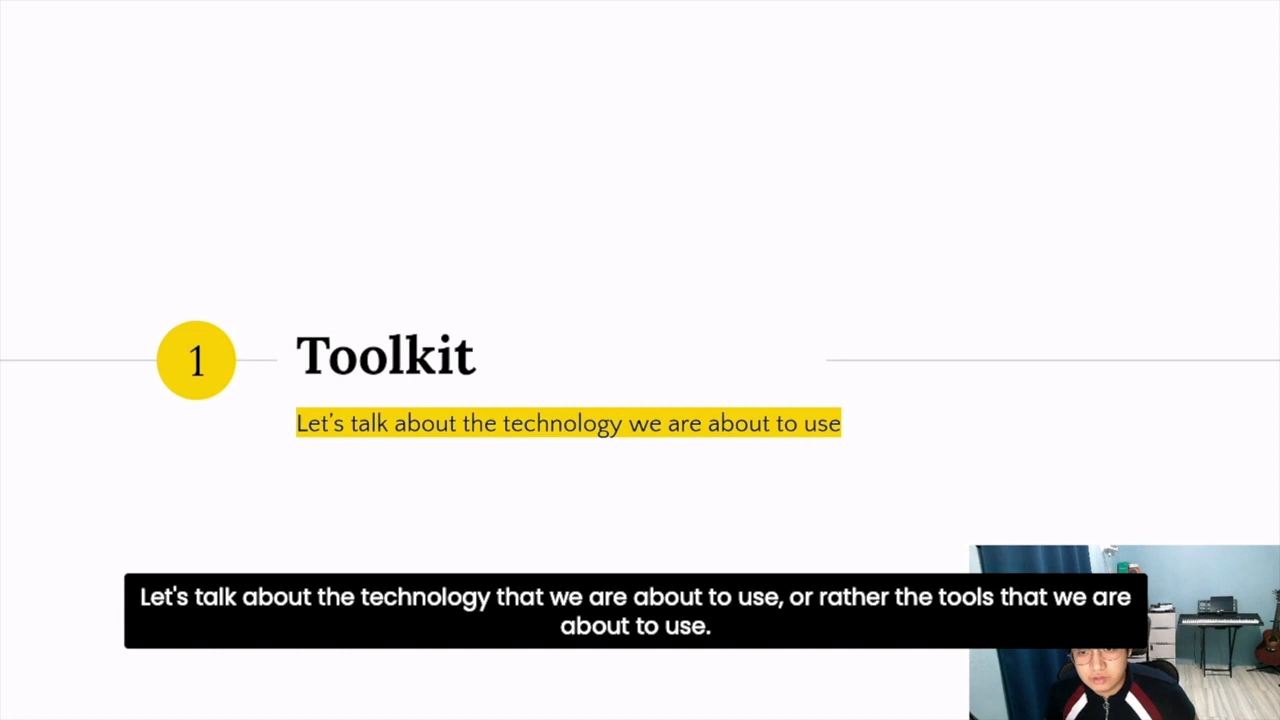 1
Toolkit
Let’s talk about the technology we are about to use
Let's talk about the technology that we are about to use, or rather the tools that we are
about to use.